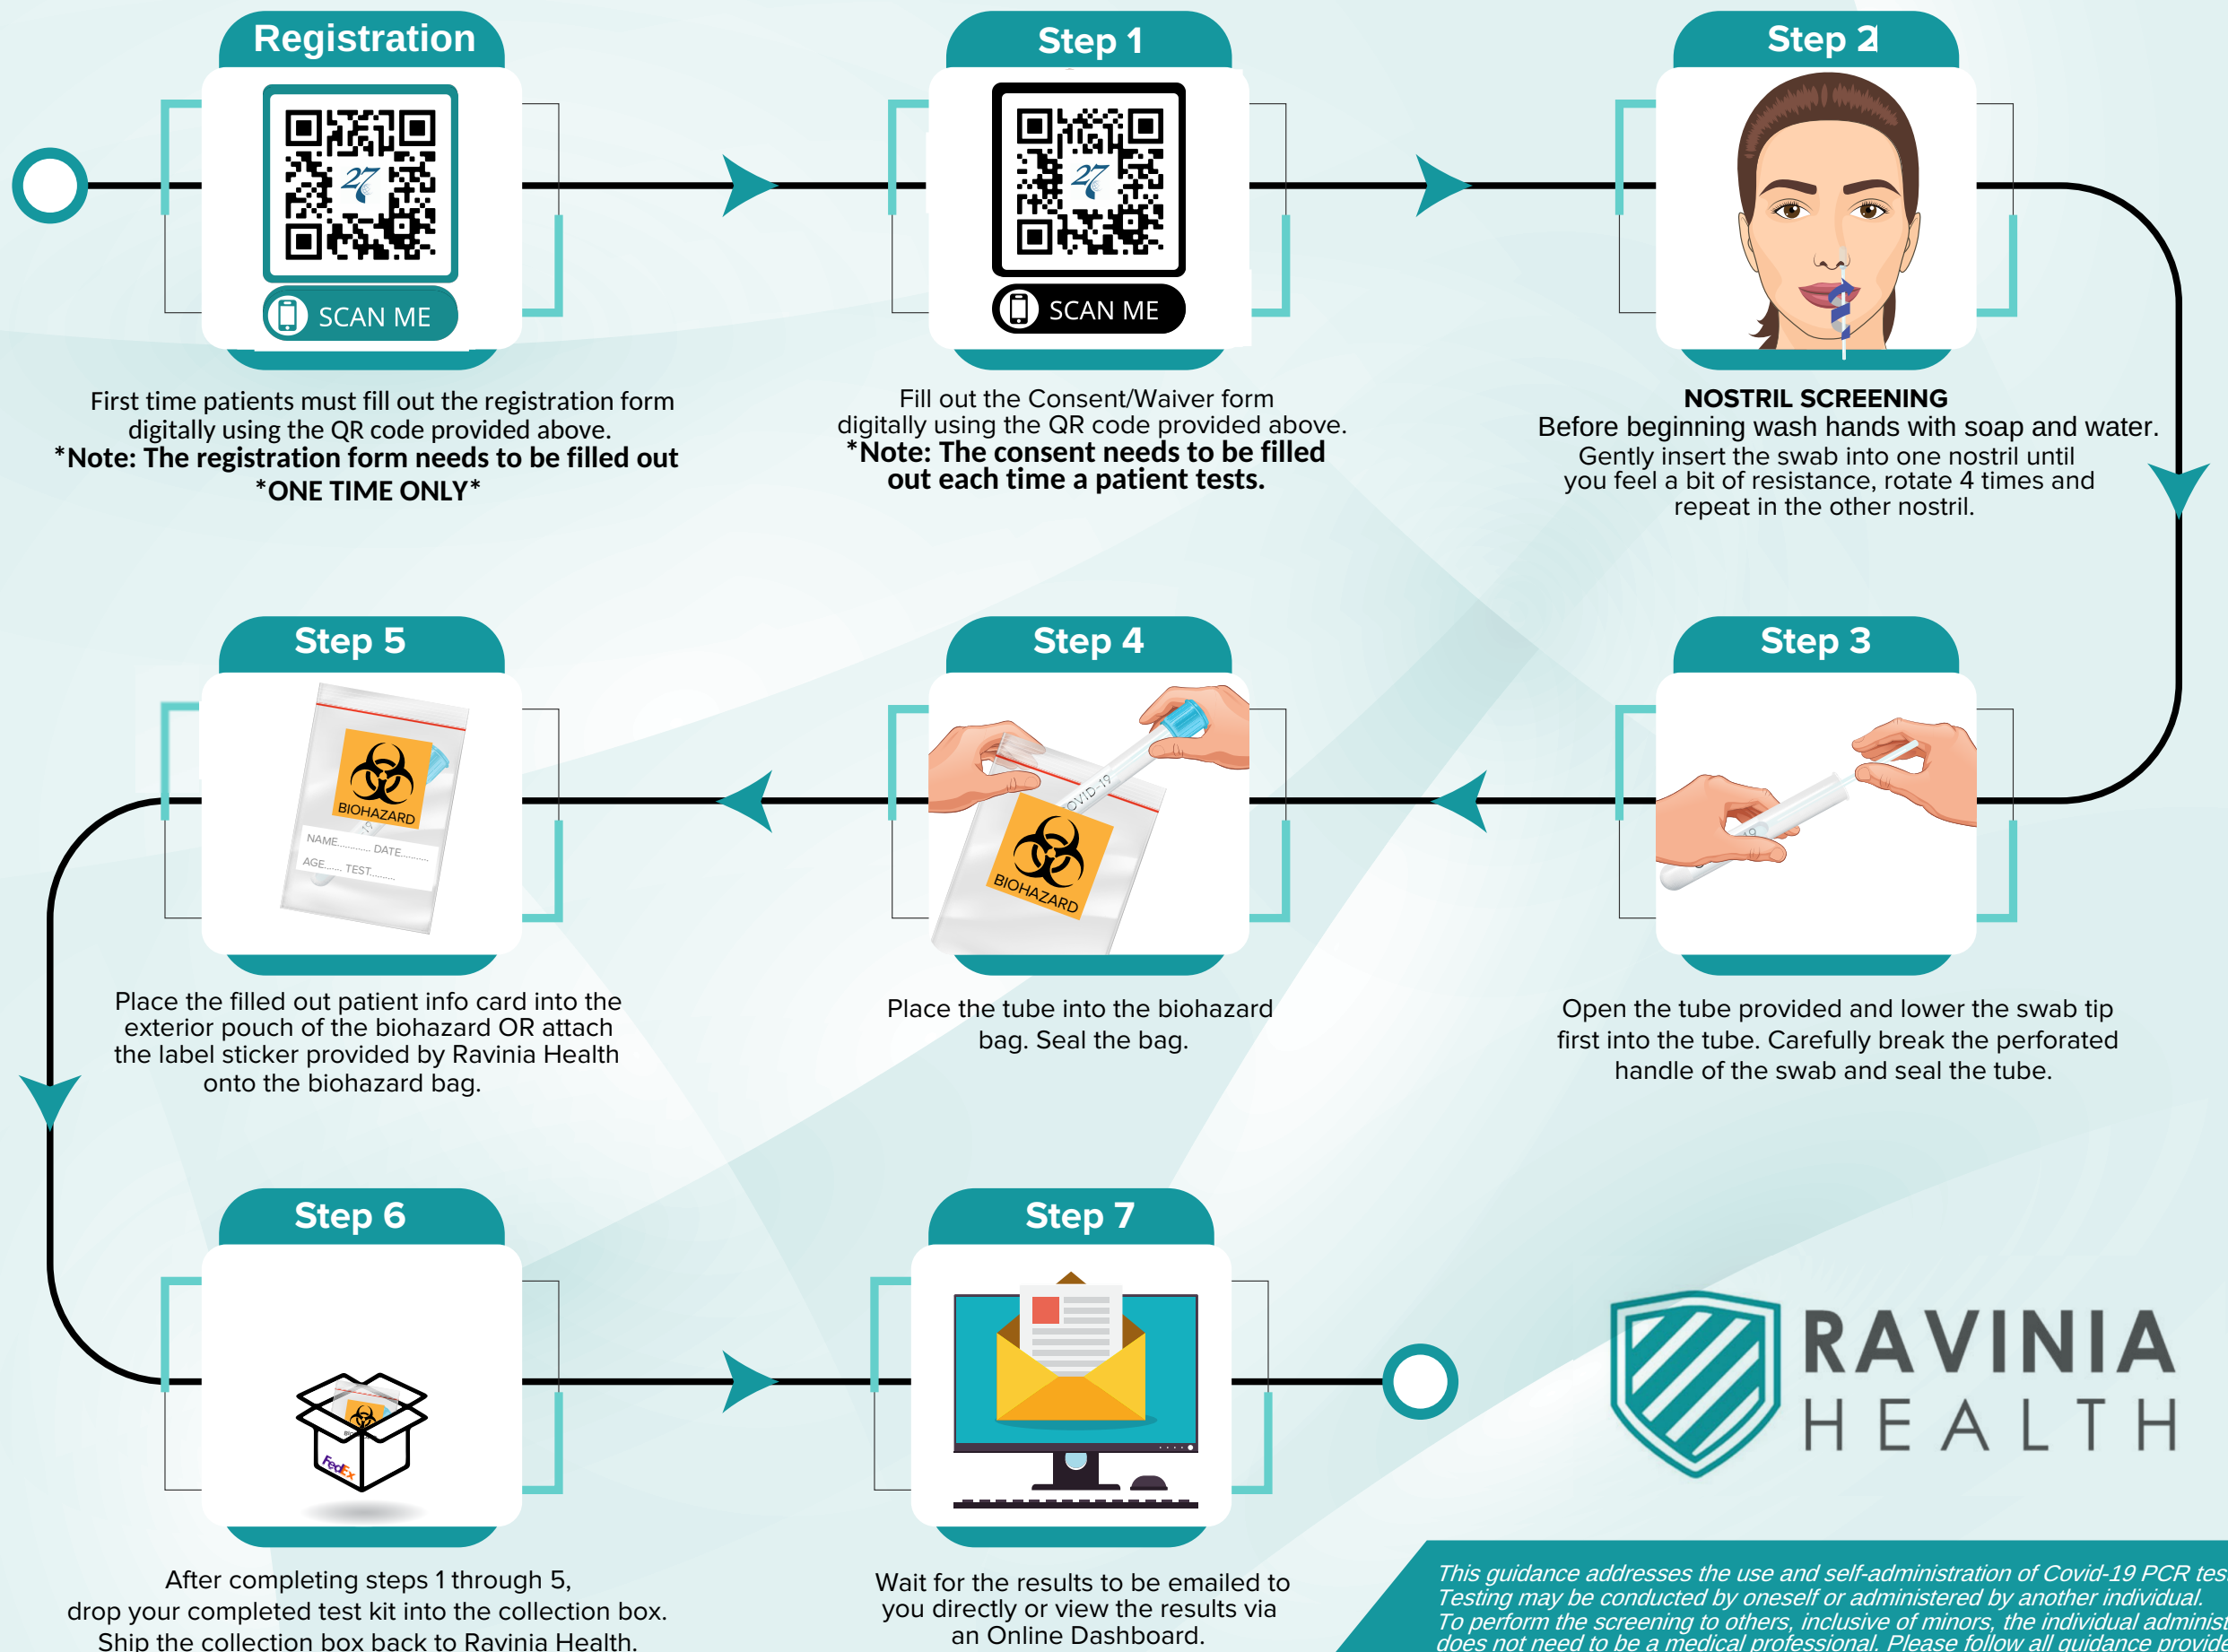 Registration
27
SCAN ME
First time patients must fill out the registration form
digitally using the QR code provided above.
*Note: The registration form needs to be filled out
*ONE TIME ONLY*
Step 1
27
SCAN ME
Fill out the Consent/Waiver form
digitally using the QR code provided above.
*Note: The consent needs to be filled
out each time a patient tests.
Step 2
NOSTRIL SCREENING
Before beginning wash hands with soap and water.
Gently insert the swab into one nostril until
you feel a bit of resistance, rotate 4 times and
repeat in the other nostril.
Step 3
19
Open the tube provided and lower the swab tip
first into the tube. Carefully break the perforated
handle of the swab and seal the tube.
Step 4
OVID-19
BIOHAZARD
Place the tube into the biohazard
bag. Seal the bag.
Step 5
BIOHAZARD
19
NAME............ DATE..........
AGE....... TEST.........
Place the filled out patient info card into the
exterior pouch of the biohazard OR attach
the label sticker provided by Ravinia Health
onto the biohazard bag.
Step 6
FedEx
After completing steps 1 through 5,
drop your completed test kit into the collection box.
Ship the collection box back to Ravinia Health.
Step 7
Wait for the results to be emailed to
you directly or view the results via
an Online Dashboard.
RAVINIA
HEALTH
This guidance addresses the use and self-administration of Covid-19 PCR tes
Testing may be conducted by oneself or administered by another individual.
To perform the screening to others, inclusive of minors, the individual administ
does not need to be a medical professional. Please follow all guidance provid